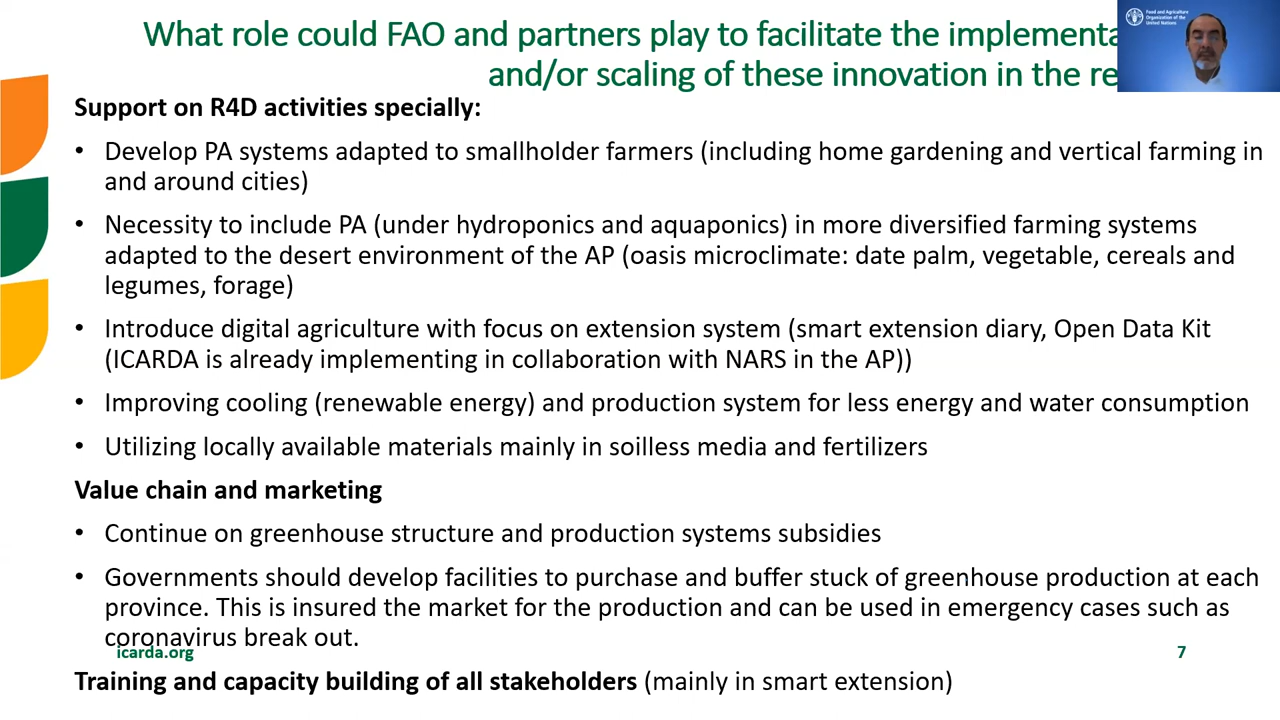 What role could FAO and partners play to facilitate the implementa
and/or scaling of these innovation in the re
Food and Agriculture
Organization of the
United Nations
Support on R4D activities specially:
• Develop PA systems adapted to smallholder farmers (including home gardening and vertical farming in
and around cities)
• Necessity to include PA (under hydroponics and aquaponics) in more diversified farming systems
adapted to the desert environment of the AP (oasis microclimate: date palm, vegetable, cereals and
legumes, forage)
• Introduce digital agriculture with focus on extension system (smart extension diary, Open Data Kit
(ICARDA is already implementing in collaboration with NARS in the AP))
• Improving cooling (renewable energy) and production system for less energy and water consumption
• Utilizing locally available materials mainly in soilless media and fertilizers
Value chain and marketing
• Continue on greenhouse structure and production systems subsidies
• Governments should develop facilities to purchase and buffer stuck of greenhouse production at each
province. This is insured the market for the production and can be used in emergency cases such as
coronavirus break out.
icarda.org
7
Training and capacity building of all stakeholders (mainly in smart extension)